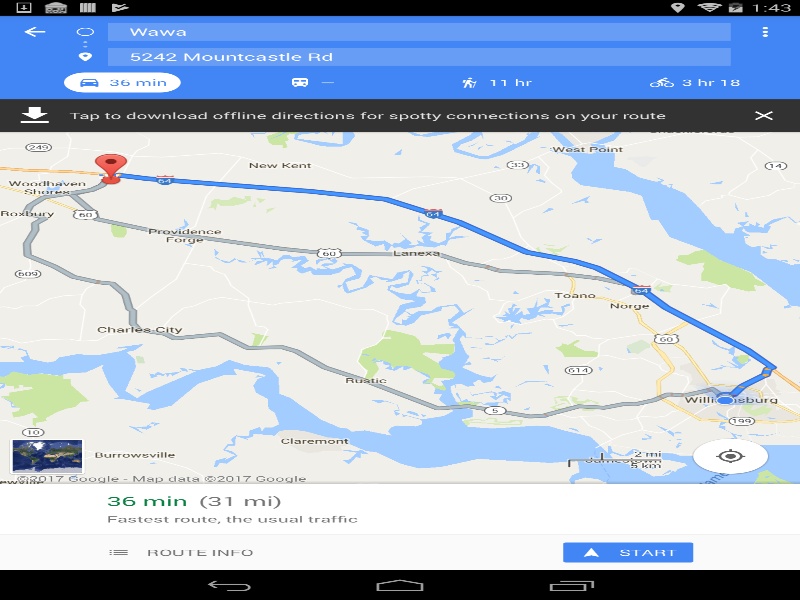 1:43
Wawa
5242 Mountcastle Rd
36 min
—
11 hr
3 hr 18
Tap to download offline directions for spotty connections on your route
249
West Point
33
14
New Kent
64
Woodhaven
Shores
30
Roxbury
60
64
Providence
Forge
60
Lanexa
609
64
Toano
Norge
Charles City
60
614
Rustic
Williamsburg
5
199
10
Claremont
Burrowsville
2 mi
5 km
©2017 Google - Map data ©2017 Google
36 min (31 mi)
Fastest route, the usual traffic
ROUTE INFO
START